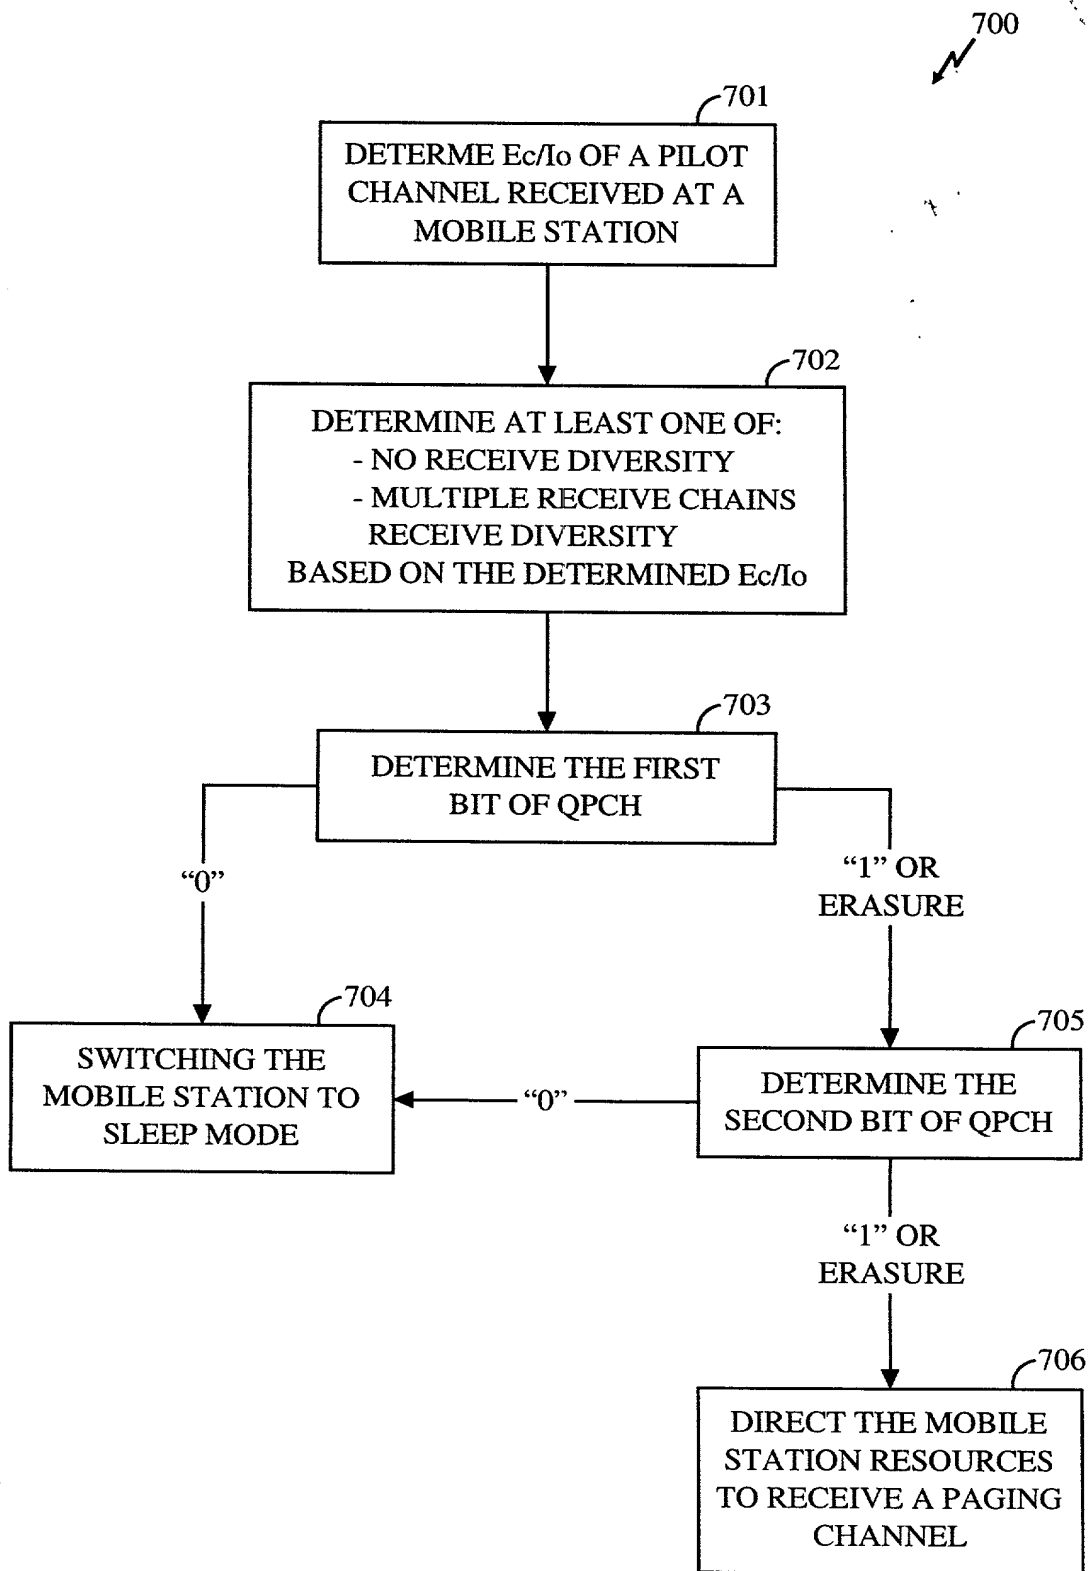 700
701
DETERME Ec/Io OF A PILOT
CHANNEL RECEIVED AT A
MOBILE STATION
702
DETERMINE AT LEAST ONE OF:
- NO RECEIVE DIVERSITY
- MULTIPLE RECEIVE CHAINS
RECEIVE DIVERSITY
BASED ON THE DETERMINED Ec/Io
703
DETERMINE THE FIRST
BIT OF QPCH
“0”
“1” OR
ERASURE
704
SWITCHING THE
MOBILE STATION TO
SLEEP MODE
“0”
705
DETERMINE THE
SECOND BIT OF QPCH
“1” OR
ERASURE
706
DIRECT THE MOBILE
STATION RESOURCES
TO RECEIVE A PAGING
CHANNEL